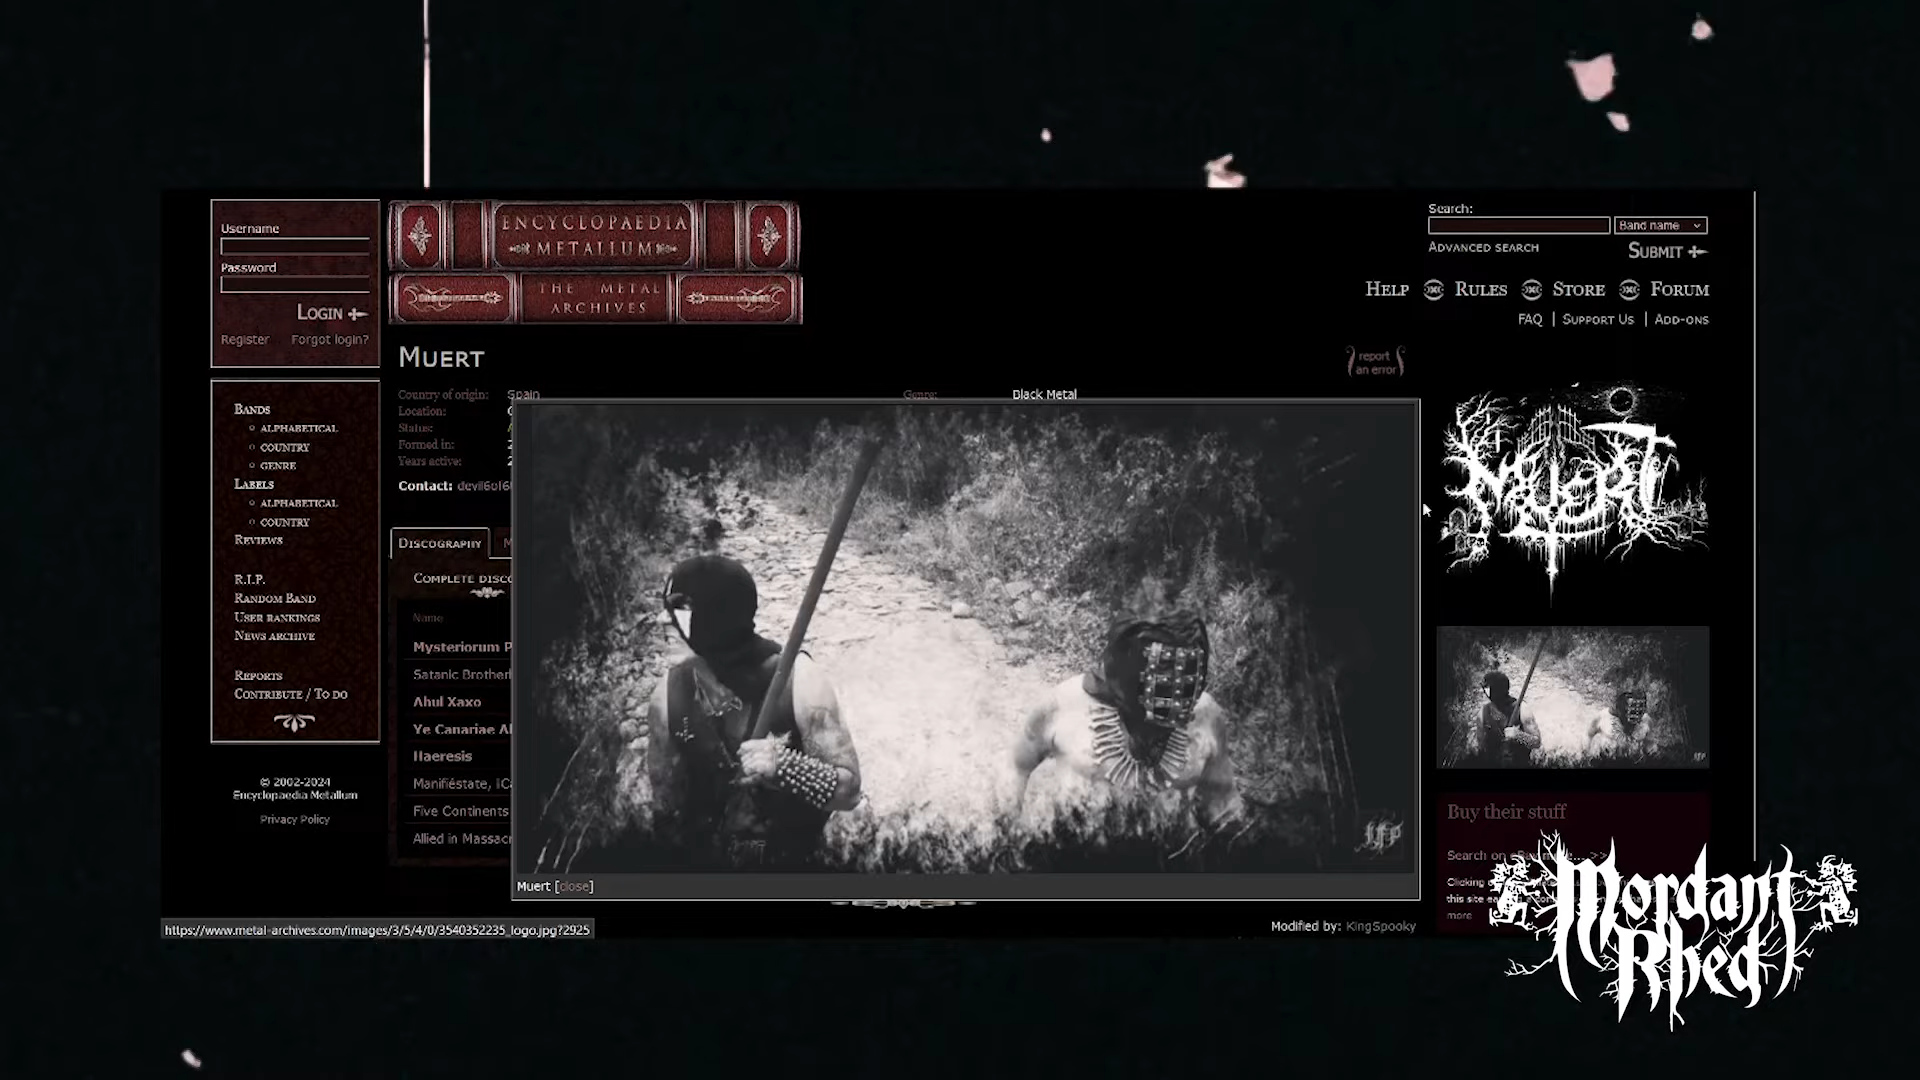 Username
Password
LOGIN
Register Forgot login?
ENCYCLOPAEDIA
METALLUM
THE METAL
ARCHIVES
Search:
Band name
ADVANCED SEARCH
SUBMIT
HELP RULES STORE FORUM
FAQ | SUPPORT US | ADD-ONS
MUERT
report
an error
Country of origin: Spain
Genre: Black Metal
Location:
Status:
Formed in:
Years active:
Contact: devil6of6
BANDS
ALPHABETICAL
COUNTRY
GENRE
LABELS
ALPHABETICAL
COUNTRY
REVIEWS
R.I.P.
RANDOM BAND
USER RANKINGS
NEWS ARCHIVE
REPORTS
CONTRIBUTE / TO DO
© 2002-2024
Encyclopaedia Metallum
Privacy Policy
DISCOGRAPHY
COMPLETE DISCO
Name
Mysteriorum P
Satanic Brother
Ahul Xaxo
Ye Canariae A
Haeresis
Manifiéstate, ¡C
Five Continents
Allied in Massac
Muert [close]
MUERT
Buy their stuff
Search on eBay
Clicking
this site
more
Modified by: KingSpooky
https://www.metal-archives.com/images/3/5/4/0/3540352235_logo.jpg?2925
Mordant
Rhed